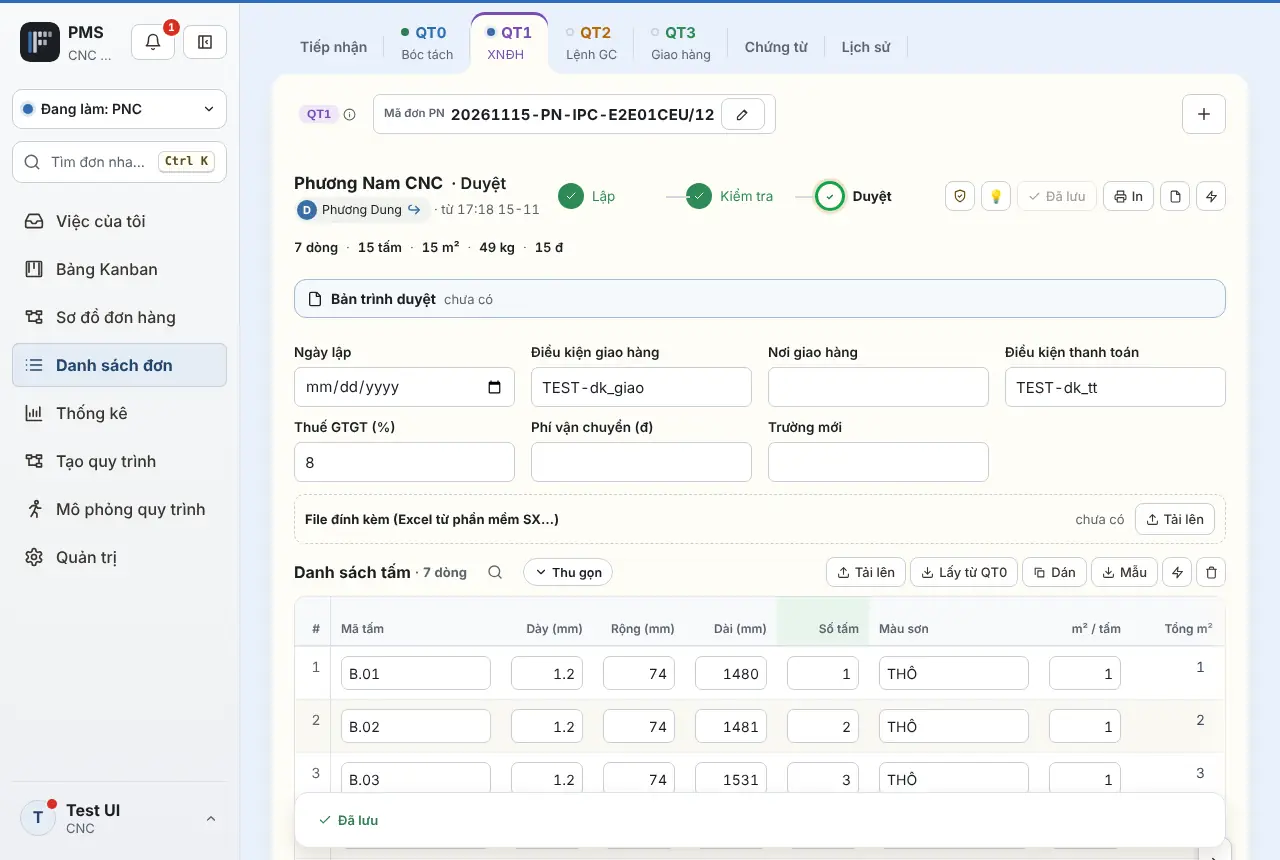 PMS
CNC ...
1
Đang làm: PNC
Tìm đơn nha... Ctrl K
Việc của tôi
Bảng Kanban
Sơ đồ đơn hàng
Danh sách đơn
Thống kê
Tạo quy trình
Mô phỏng quy trình
Quản trị
T
Test UI
CNC
Tiếp nhận
QT0
Bóc tách
QT1
XNĐH
QT2
Lệnh GC
QT3
Giao hàng
Chứng từ
Lịch sử
QT1 Mã đơn PN 20261115-PN-IPC-E2E01CEU/12
Phương Nam CNC · Duyệt
D Phương Dung · từ 17:18 15-11
Lập
Kiểm tra
Duyệt
Đã lưu
In
7 dòng · 15 tấm · 15 m² · 49 kg · 15 đ
Bản trình duyệt chưa có
Ngày lập Điều kiện giao hàng Nơi giao hàng Điều kiện thanh toán
mm/dd/yyyy TEST-dk_giao TEST-dk_tt
Thuế GTGT (%) Phí vận chuyển (đ) Trường mới
8
File đính kèm (Excel từ phần mềm SX...) chưa có Tải lên
Danh sách tấm · 7 dòng Thu gọn Tải lên Lấy từ QT0 Dán Mẫu
# Mã tấm Dày (mm) Rộng (mm) Dài (mm) Số tấm Màu sơn m² / tấm Tổng m²
1 B.01 1.2 74 1480 1 THÔ 1 1
2 B.02 1.2 74 1481 2 THÔ 1 2
3 B.03 1.2 74 1531 3 THÔ 1 3
Đã lưu